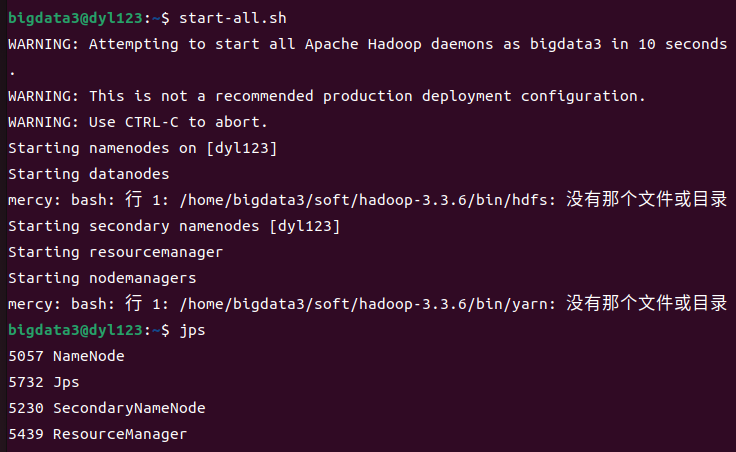 bigdata3@dyl123:~$ start-all.sh
WARNING: Attempting to start all Apache Hadoop daemons as bigdata3 in 10 seconds
.
WARNING: This is not a recommended production deployment configuration.
WARNING: Use CTRL-C to abort.
Starting namenodes on [dyl123]
Starting datanodes
mercy: bash: 行 1: /home/bigdata3/soft/hadoop-3.3.6/bin/hdfs: 没有那个文件或目录
Starting secondary namenodes [dyl123]
Starting resourcemanager
Starting nodemanagers
mercy: bash: 行 1: /home/bigdata3/soft/hadoop-3.3.6/bin/yarn: 没有那个文件或目录
bigdata3@dyl123:~$ jps
5057 NameNode
5732 Jps
5230 SecondaryNameNode
5439 ResourceManager